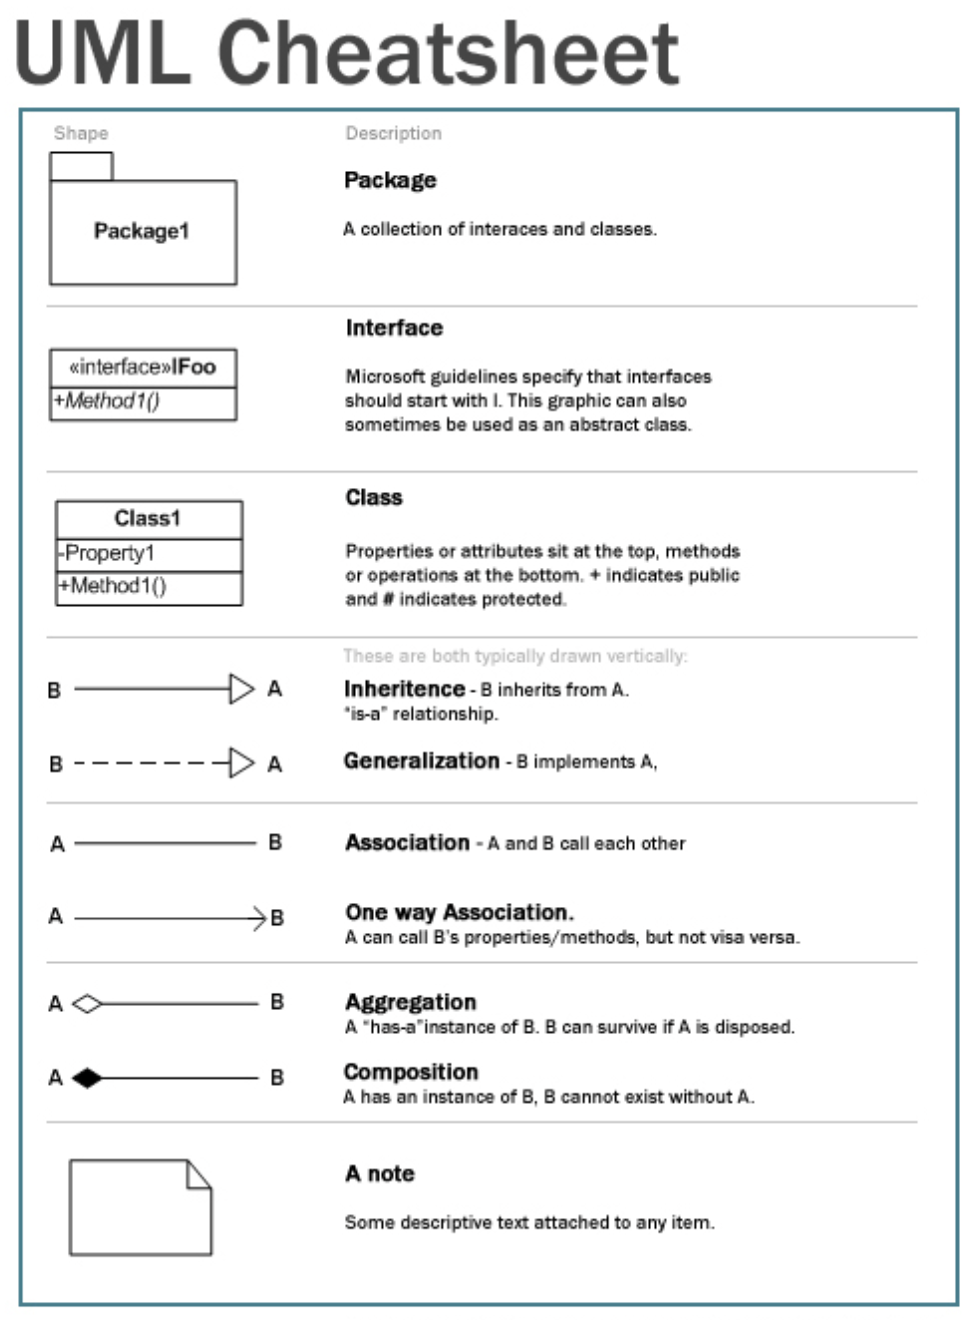 UML Cheatsheet
Shape Description
Package
Package1
A collection of interaces and classes.
Interface
«interface»IFoo
+Method1()
Microsoft guidelines specify that interfaces
should start with I. This graphic can also
sometimes be used as an abstract class.
Class
Class1
-Property1
+Method1()
Properties or attributes sit at the top, methods
or operations at the bottom. + indicates public
and # indicates protected.
These are both typically drawn vertically:
B A Inheritence - B inherits from A.
"is-a" relationship.
B A Generalization - B implements A,
A B Association - A and B call each other
A B One way Association.
A can call B's properties/methods, but not visa versa.
A B Aggregation
A "has-a"instance of B. B can survive if A is disposed.
A B Composition
A has an instance of B, B cannot exist without A.
A note
Some descriptive text attached to any item.